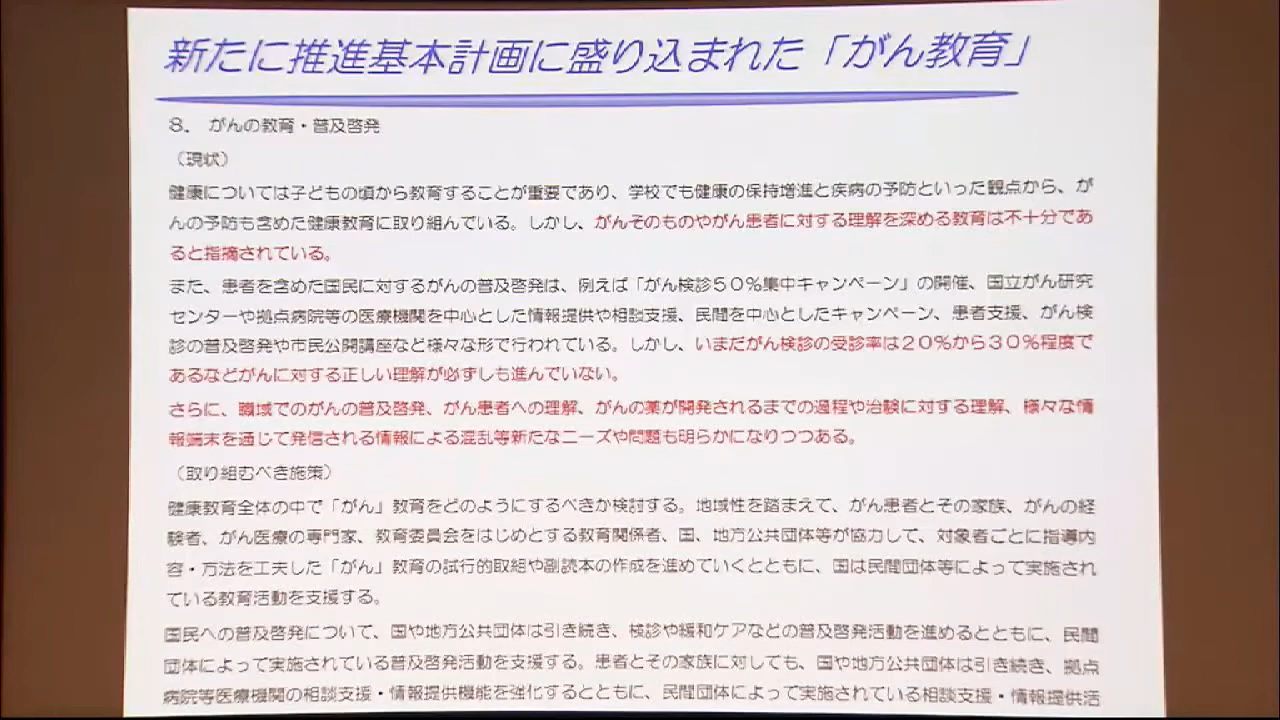 新たに推進基本計画に盛り込まれた「がん教育」
８． がんの教育・普及啓発
（現状）
健康については子どもの頃から教育することが重要であり、学校でも健康の保持増進と疾病の予防といった観点から、が
んの予防も含めた健康教育に取り組んでいる。しかし、がんそのものやがん患者に対する理解を深める教育は不十分であ
ると指摘されている。
また、患者を含めた国民に対するがんの普及啓発は、例えば「がん検診５０％集中キャンペーン」の開催、国立がん研究
センターや拠点病院等の医療機関を中心とした情報提供や相談支援、民間を中心としたキャンペーン、患者支援、がん検
診の普及啓発や市民公開講座など様々な形で行われている。しかし、いまだがん検診の受診率は２０％から３０％程度で
あるなどがんに対する正しい理解が必ずしも進んでいない。
さらに、職域でのがんの普及啓発、がん患者への理解、がんの薬が開発されるまでの過程や治験に対する理解、様々な情
報端末を通じて発信される情報による混乱等新たなニーズや問題も明らかになりつつある。
（取り組むべき施策）
健康教育全体の中で「がん」教育をどのようにするべきか検討する。地域性を踏まえて、がん患者とその家族、がんの経
験者、がん医療の専門家、教育委員会をはじめとする教育関係者、国、地方公共団体等が協力して、対象者ごとに指導内
容・方法を工夫した「がん」教育の試行的取組や副読本の作成を進めていくとともに、国は民間団体等によって実施され
ている教育活動を支援する。
国民への普及啓発について、国や地方公共団体は引き続き、検診や緩和ケアなどの普及啓発活動を進めるとともに、民間
団体によって実施されている普及啓発活動を支援する。患者とその家族に対しても、国や地方公共団体は引き続き、拠点
病院等医療機関の相談支援・情報提供機能を強化するとともに、民間団体によって実施されている相談支援・情報提供活